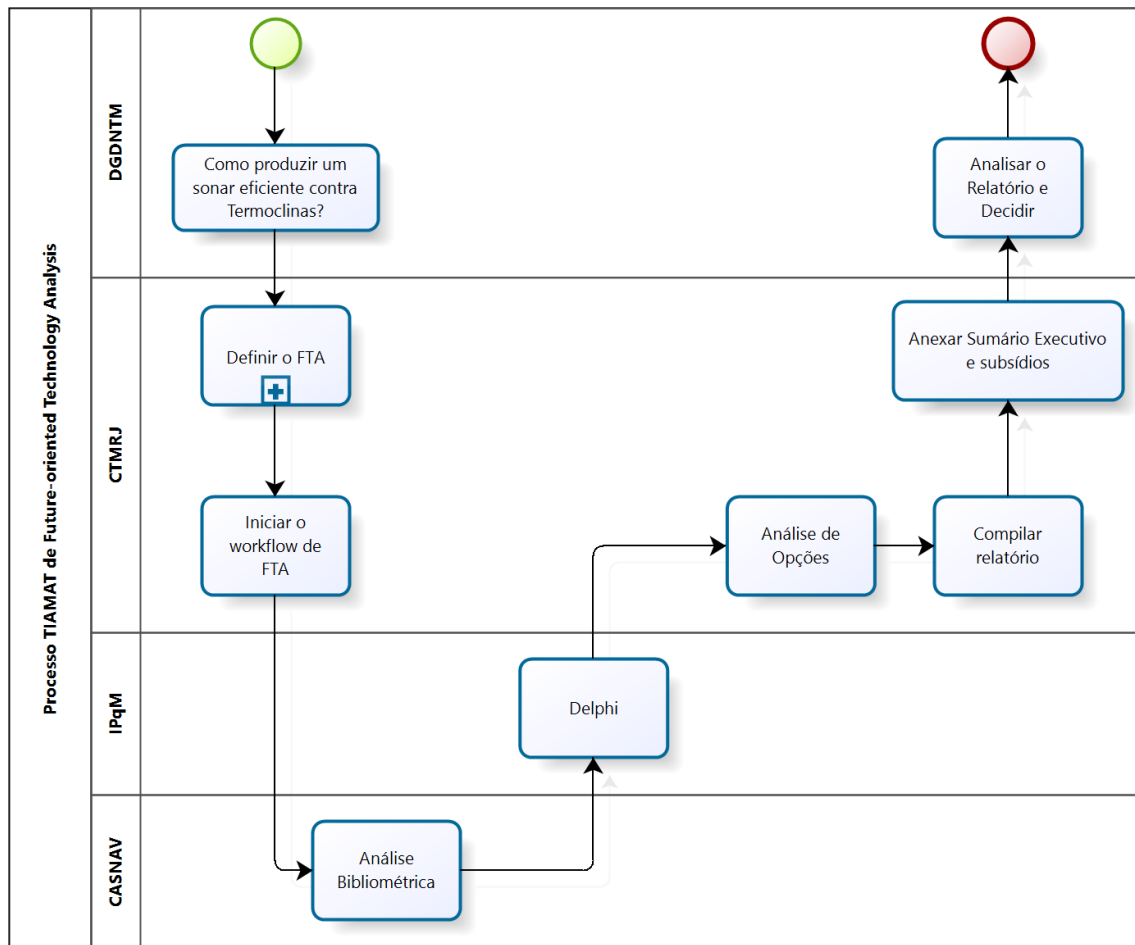 Processo TIAMAT de Future-oriented Technology Analysis
DGDNTM
Como produzir um
sonar eficiente contra
Termoclinas?
Analisar o
Relatório e
Decidir
CTMRJ
Definir o FTA
Anexar Sumário Executivo
e subsídios
Iniciar o
workflow de
FTA
Análise de
Opções
Compilar
relatório
IPqM
Delphi
CASNAV
Análise
Bibliométrica